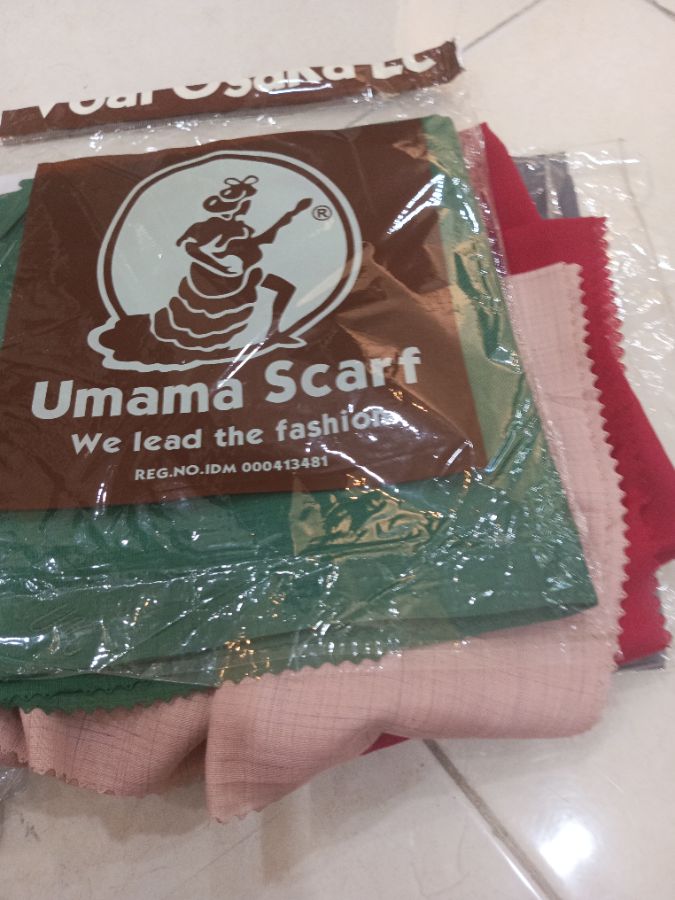 Voal Osaka
®
Umama Scarf
We lead the fashion
REG.NO.IDM 000413481